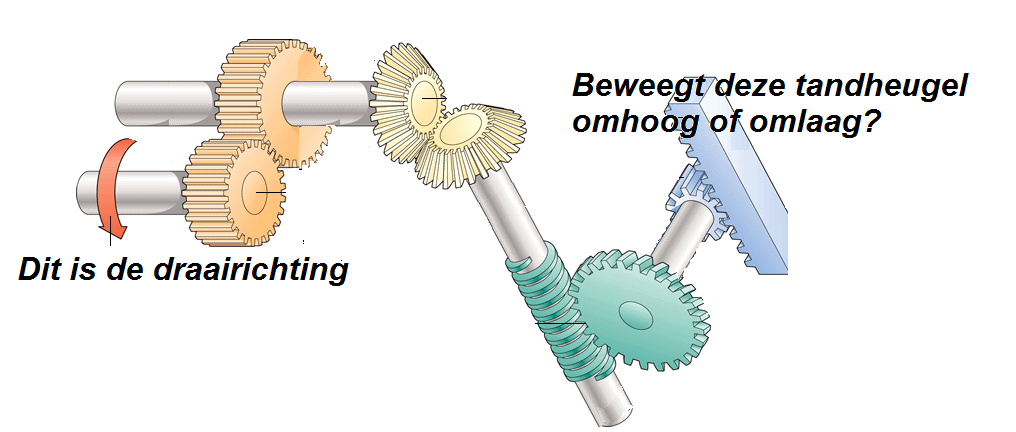 Beweegt deze tandheugel
omhoog of omlaag?
Dit is de draairichting